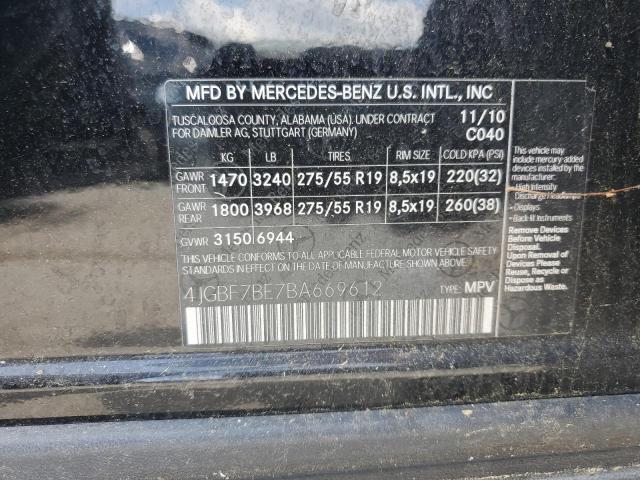 MFD BY MERCEDES-BENZ U.S. INTL., INC
TUSCALOOSA COUNTY, ALABAMA (USA). UNDER CONTRACT 11/10
FOR DAIMLER AG, STUTTGART (GERMANY) C040
KG LB TIRES RIM SIZE COLD KPA (PSI)
GAWR FRONT 1470 3240 275/55 R19 8,5x19 220(32)
GAWR REAR 1800 3968 275/55 R19 8,5x19 260(38)
GVWR 3150 6944
THIS VEHICLE CONFORMS TO ALL APPLICABLE FEDERAL MOTOR VEHICLE SAFETY
STANDARDS IN EFFECT ON THE DATE OF MANUFACTURE SHOWN ABOVE.
4JGBF7BE7BA669612 TYPE: MPV
This vehicle may
include mercury-added
devices installed by the
manufacturer:
- High Intensity
Discharge Headlamps
- Displays
- Back-lit Instruments
Remove Devices
Before Vehicle
Disposal.
Upon Removal of
Devices Please
Reuse, Recycle or
Dispose as
Hazardous Waste.